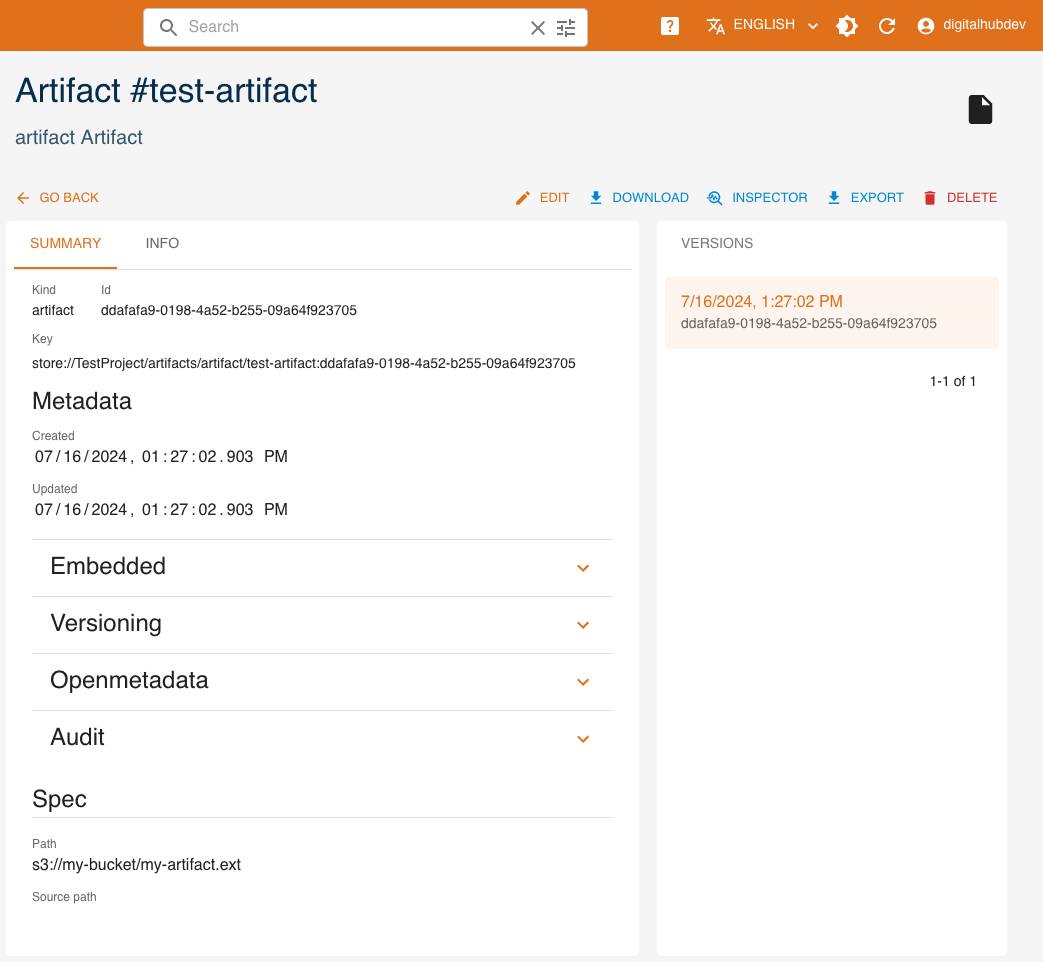 Search
?
ENGLISH
digitalhubdev
Artifact #test-artifact
artifact Artifact
GO BACK
EDIT
DOWNLOAD
INSPECTOR
EXPORT
DELETE
SUMMARY
INFO
Kind
Id
artifact
ddafafa9-0198-4a52-b255-09a64f923705
Key
store://TestProject/artifacts/artifact/test-artifact:ddafafa9-0198-4a52-b255-09a64f923705
Metadata
Created
07/16/2024, 01:27:02.903 PM
Updated
07/16/2024, 01:27:02.903 PM
Embedded
Versioning
Openmetadata
Audit
Spec
Path
s3://my-bucket/my-artifact.ext
Source path
VERSIONS
7/16/2024, 1:27:02 PM
ddafafa9-0198-4a52-b255-09a64f923705
1-1 of 1